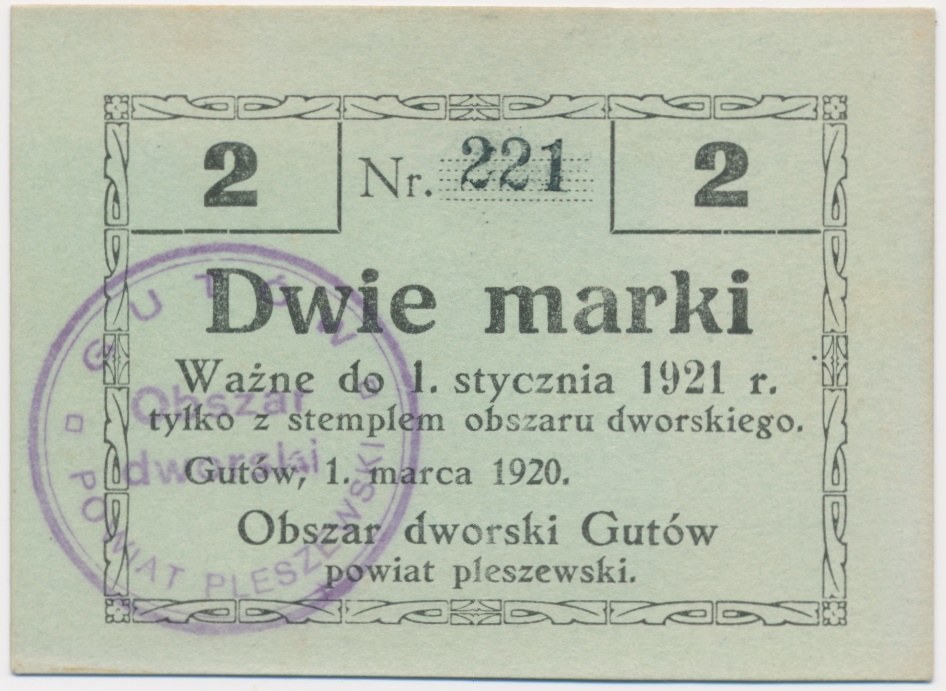 2 Nr. 221 2
Dwie marki
Ważne do 1. stycznia 1921 r.
tylko z stemplem obszaru dworskiego.
Gutów, 1. marca 1920.
Obszar dworski Gutów
powiat pleszewski.
GUTÓW
Obszar
dworski
POWIAT PLESZEWSKI